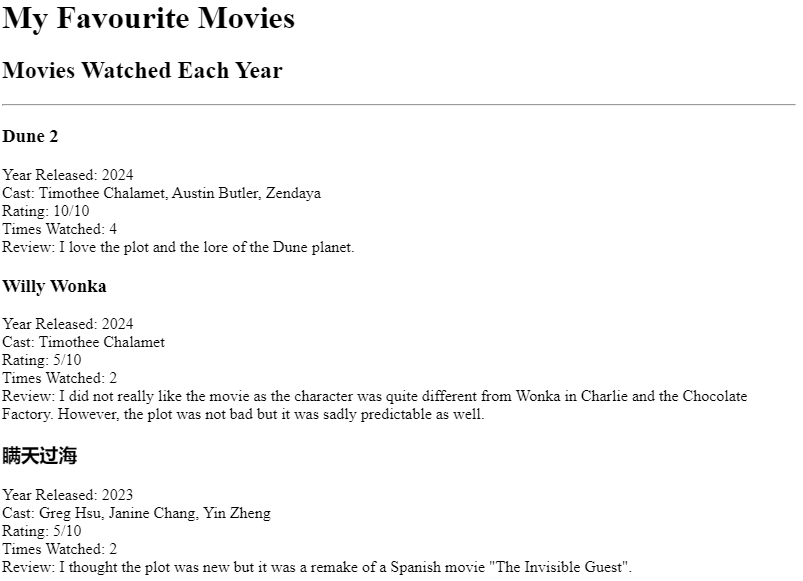 My Favourite Movies
Movies Watched Each Year
Dune 2
Year Released: 2024
Cast: Timothee Chalamet, Austin Butler, Zendaya
Rating: 10/10
Times Watched: 4
Review: I love the plot and the lore of the Dune planet.
Willy Wonka
Year Released: 2024
Cast: Timothee Chalamet
Rating: 5/10
Times Watched: 2
Review: I did not really like the movie as the character was quite different from Wonka in Charlie and the Chocolate
Factory. However, the plot was not bad but it was sadly predictable as well.
瞒天过海
Year Released: 2023
Cast: Greg Hsu, Janine Chang, Yin Zheng
Rating: 5/10
Times Watched: 2
Review: I thought the plot was new but it was a remake of a Spanish movie "The Invisible Guest".